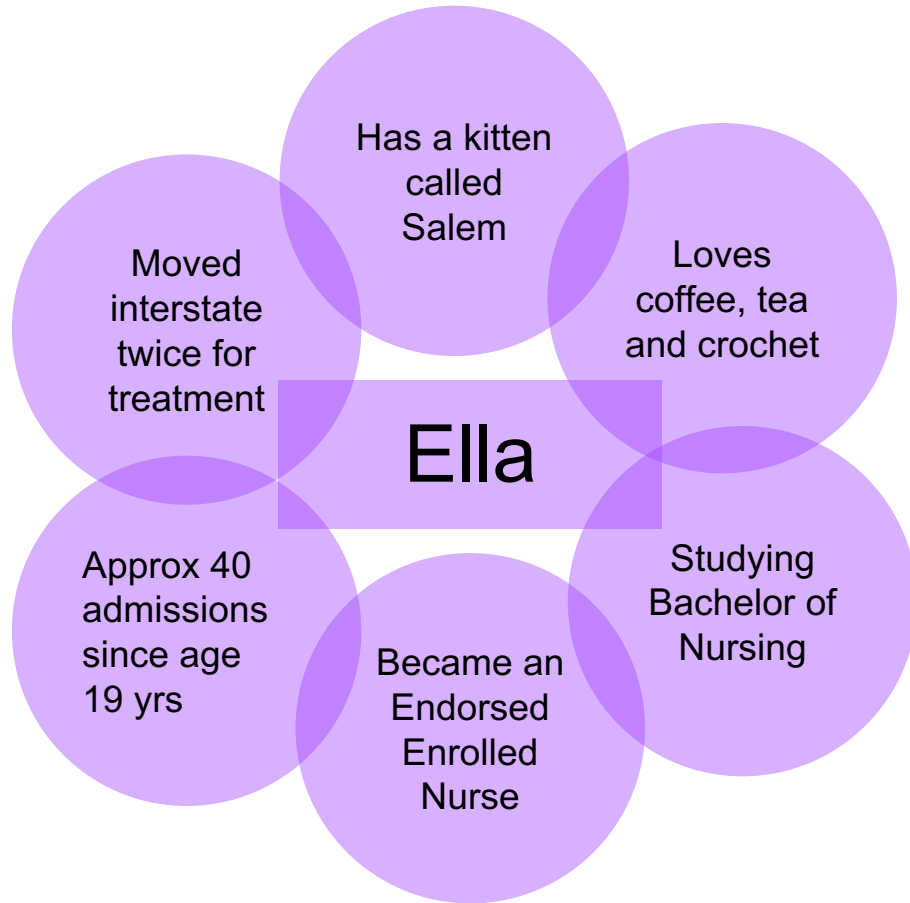 Has a kitten
called
Salem
Loves
coffee, tea
and crochet
Studying
Bachelor of
Nursing
Became an
Endorsed
Enrolled
Nurse
Approx 40
admissions
since age
19 yrs
Moved
interstate
twice for
treatment
Ella